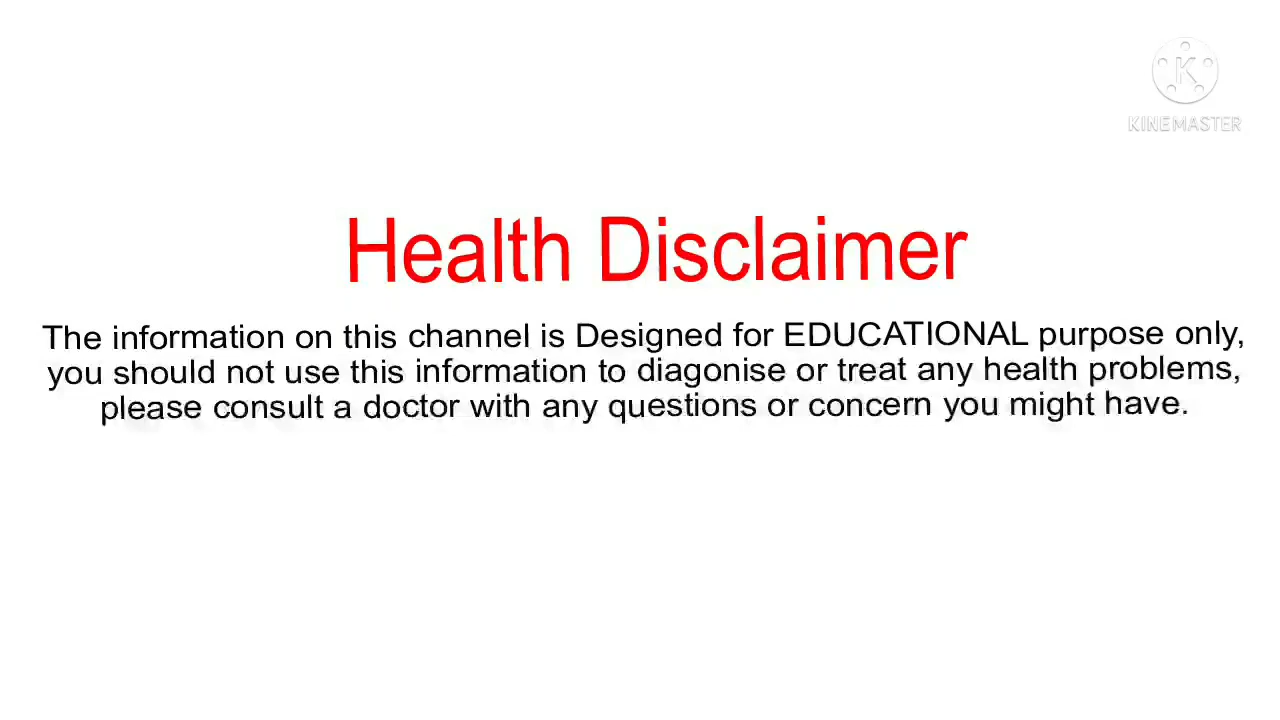 KINEMASTER
Health Disclaimer
The information on this channel is Designed for EDUCATIONAL purpose only,
you should not use this information to diagonise or treat any health problems,
please consult a doctor with any questions or concern you might have.